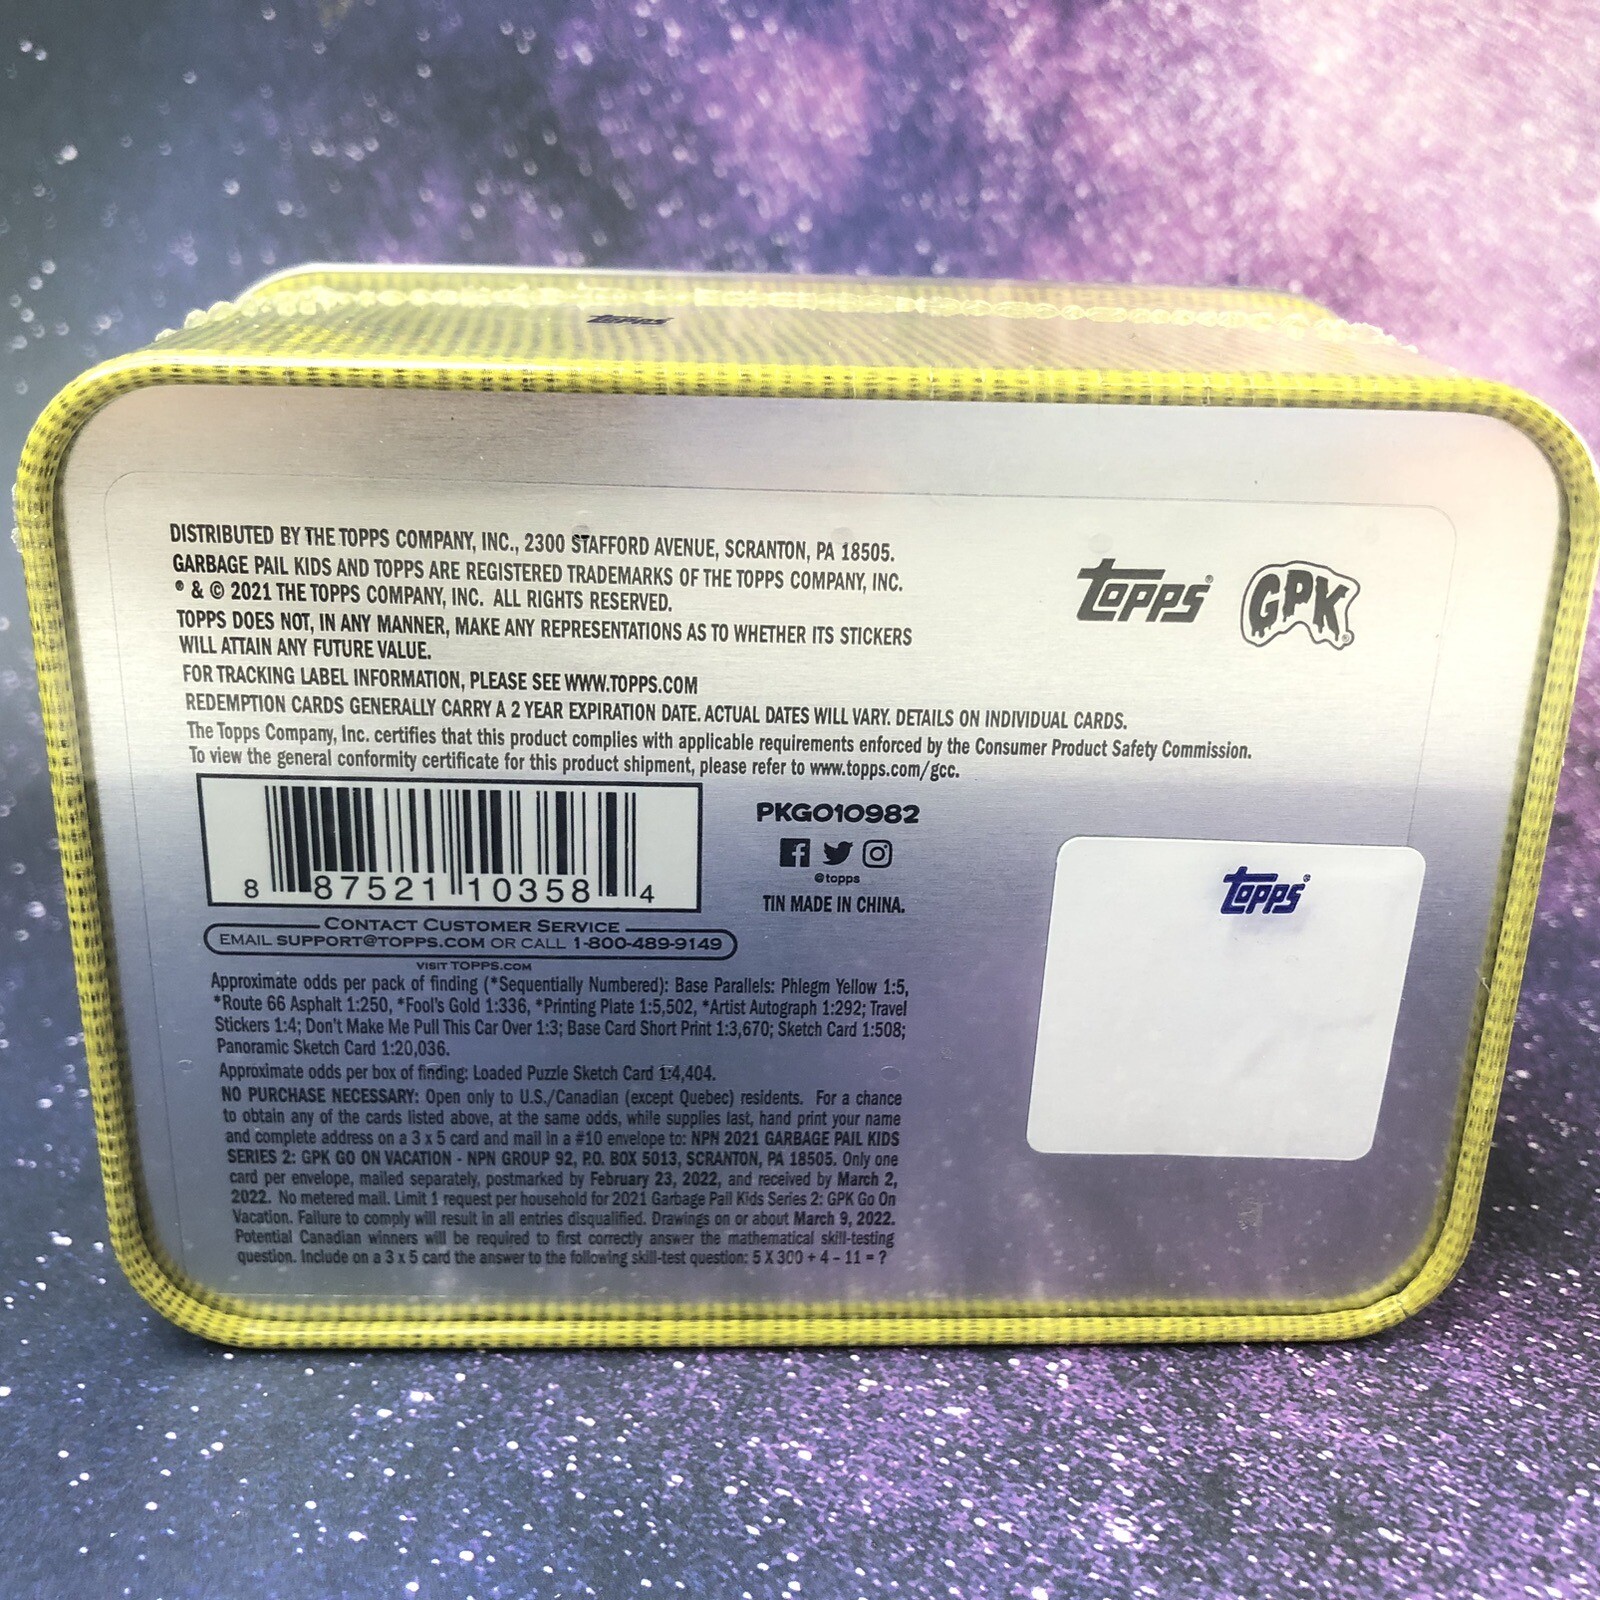 Topps
DISTRIBUTED BY THE TOPPS COMPANY, INC., 2300 STAFFORD AVENUE, SCRANTON, PA 18505.
GARBAGE PAIL KIDS AND TOPPS ARE REGISTERED TRADEMARKS OF THE TOPPS COMPANY, INC.
® & © 2021 THE TOPPS COMPANY, INC. ALL RIGHTS RESERVED.
TOPPS DOES NOT, IN ANY MANNER, MAKE ANY REPRESENTATIONS AS TO WHETHER ITS STICKERS
WILL ATTAIN ANY FUTURE VALUE.
FOR TRACKING LABEL INFORMATION, PLEASE SEE WWW.TOPPS.COM
REDEMPTION CARDS GENERALLY CARRY A 2 YEAR EXPIRATION DATE. ACTUAL DATES WILL VARY. DETAILS ON INDIVIDUAL CARDS.
The Topps Company, Inc. certifies that this product complies with applicable requirements enforced by the Consumer Product Safety Commission.
To view the general conformity certificate for this product shipment, please refer to www.topps.com/gcc.
Topps® GPK®
8 87521 10358 4
PKGO10982
@topps
TIN MADE IN CHINA.
CONTACT CUSTOMER SERVICE
EMAIL SUPPORT@TOPPS.COM OR CALL 1-800-489-9149
VISIT TOPPS.COM
Approximate odds per pack of finding (*Sequentially Numbered): Base Parallels: Phlegm Yellow 1:5,
*Route 66 Asphalt 1:250, *Fool's Gold 1:336, *Printing Plate 1:5,502, *Artist Autograph 1:292; Travel
Stickers 1:4; Don't Make Me Pull This Car Over 1:3; Base Card Short Print 1:3,670; Sketch Card 1:508;
Panoramic Sketch Card 1:20,036.
Approximate odds per box of finding: Loaded Puzzle Sketch Card 1:4,404.
NO PURCHASE NECESSARY: Open only to U.S./Canadian (except Quebec) residents. For a chance
to obtain any of the cards listed above, at the same odds, while supplies last, hand print your name
and complete address on a 3 x 5 card and mail in a #10 envelope to: NPN 2021 GARBAGE PAIL KIDS
SERIES 2: GPK GO ON VACATION - NPN GROUP 92, P.O. BOX 5013, SCRANTON, PA 18505. Only one
card per envelope, mailed separately, postmarked by February 23, 2022, and received by March 2,
2022. No metered mail. Limit 1 request per household for 2021 Garbage Pail Kids Series 2: GPK Go On
Vacation. Failure to comply will result in all entries disqualified. Drawings on or about March 9, 2022.
Potential Canadian winners will be required to first correctly answer the mathematical skill-testing
question. Include on a 3 x 5 card the answer to the following skill-test question: 5 X 300 + 4 - 11 = ?
Topps®